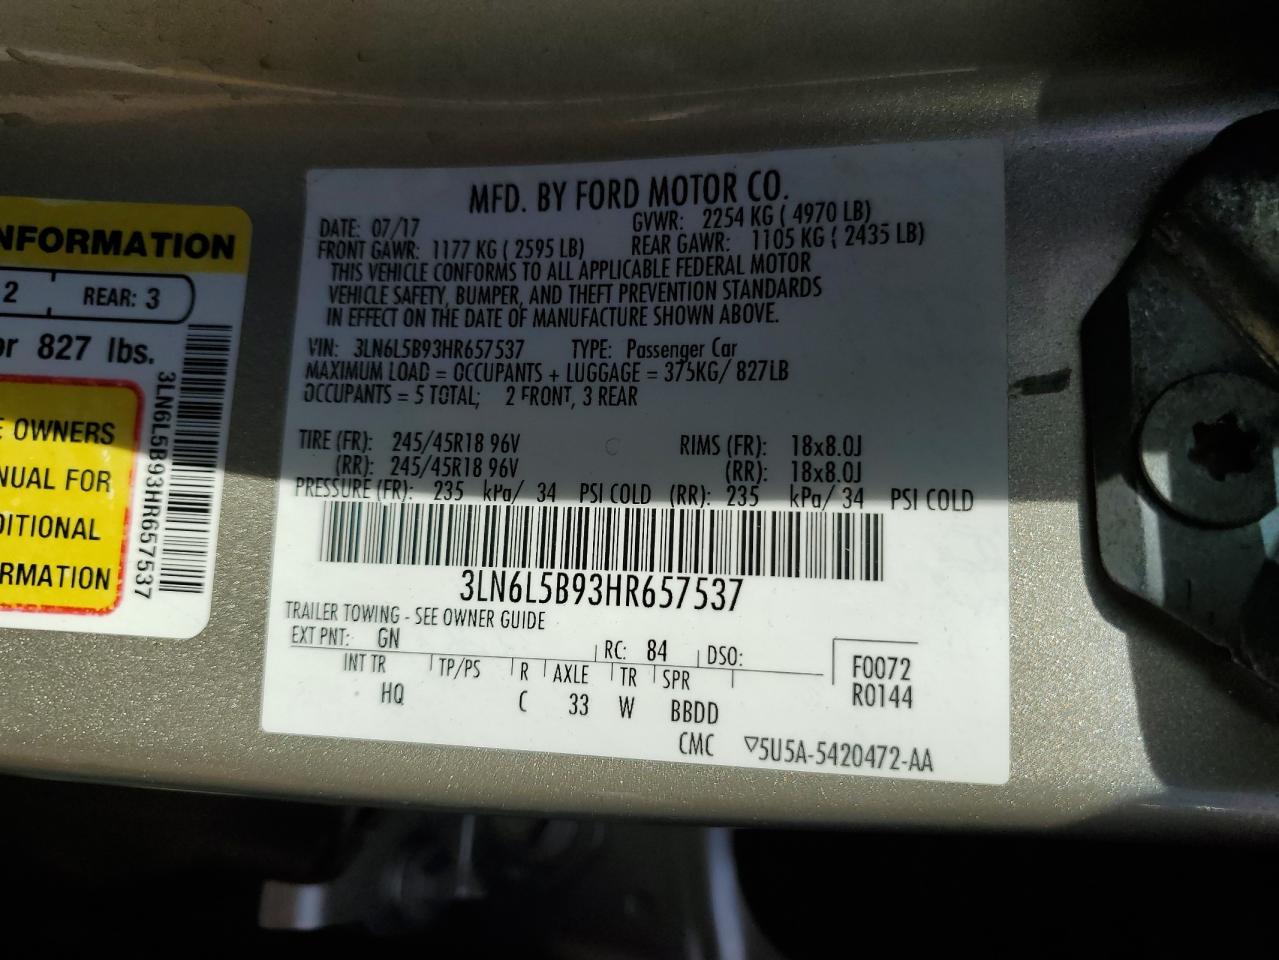 NFORMATION
2 REAR: 3
or 827 lbs.
E OWNERS
NUAL FOR
DITIONAL
RMATION
3LN6L5B93HR657537
MFD. BY FORD MOTOR CO.
DATE: 07/17 GVWR: 2254 KG ( 4970 LB)
FRONT GAWR: 1177 KG ( 2595 LB) REAR GAWR: 1105 KG ( 2435 LB)
THIS VEHICLE CONFORMS TO ALL APPLICABLE FEDERAL MOTOR
VEHICLE SAFETY, BUMPER, AND THEFT PREVENTION STANDARDS
IN EFFECT ON THE DATE OF MANUFACTURE SHOWN ABOVE.
VIN: 3LN6L5B93HR657537 TYPE: Passenger Car
MAXIMUM LOAD = OCCUPANTS + LUGGAGE = 375KG/ 827LB
OCCUPANTS = 5 TOTAL; 2 FRONT, 3 REAR
TIRE (FR): 245/45R18 96V RIMS (FR): 18x8.0J
(RR): 245/45R18 96V (RR): 18x8.0J
PRESSURE (FR): 235 kPa/ 34 PSI COLD (RR): 235 kPa/ 34 PSI COLD
3LN6L5B93HR657537
TRAILER TOWING - SEE OWNER GUIDE
EXT PNT: GN RC: 84 DSO:
INT TR TP/PS R AXLE TR SPR
HQ C 33 W BBDD
F0072
R0144
CMC ▽5U5A-5420472-AA